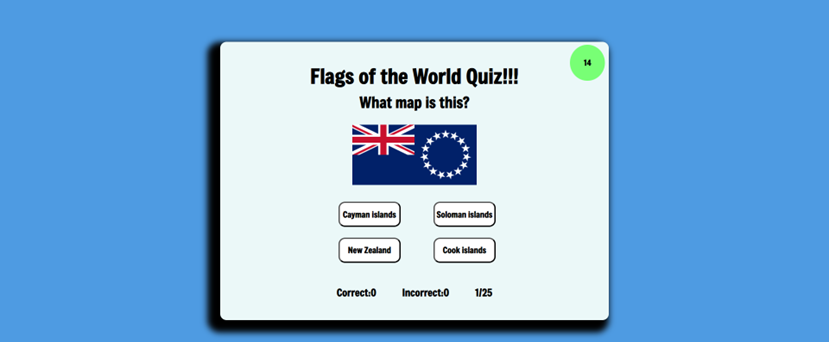 14
Flags of the World Quiz!!!
What map is this?
Cayman islands
Soloman islands
New Zealand
Cook islands
Correct:0 Incorrect:0 1/25